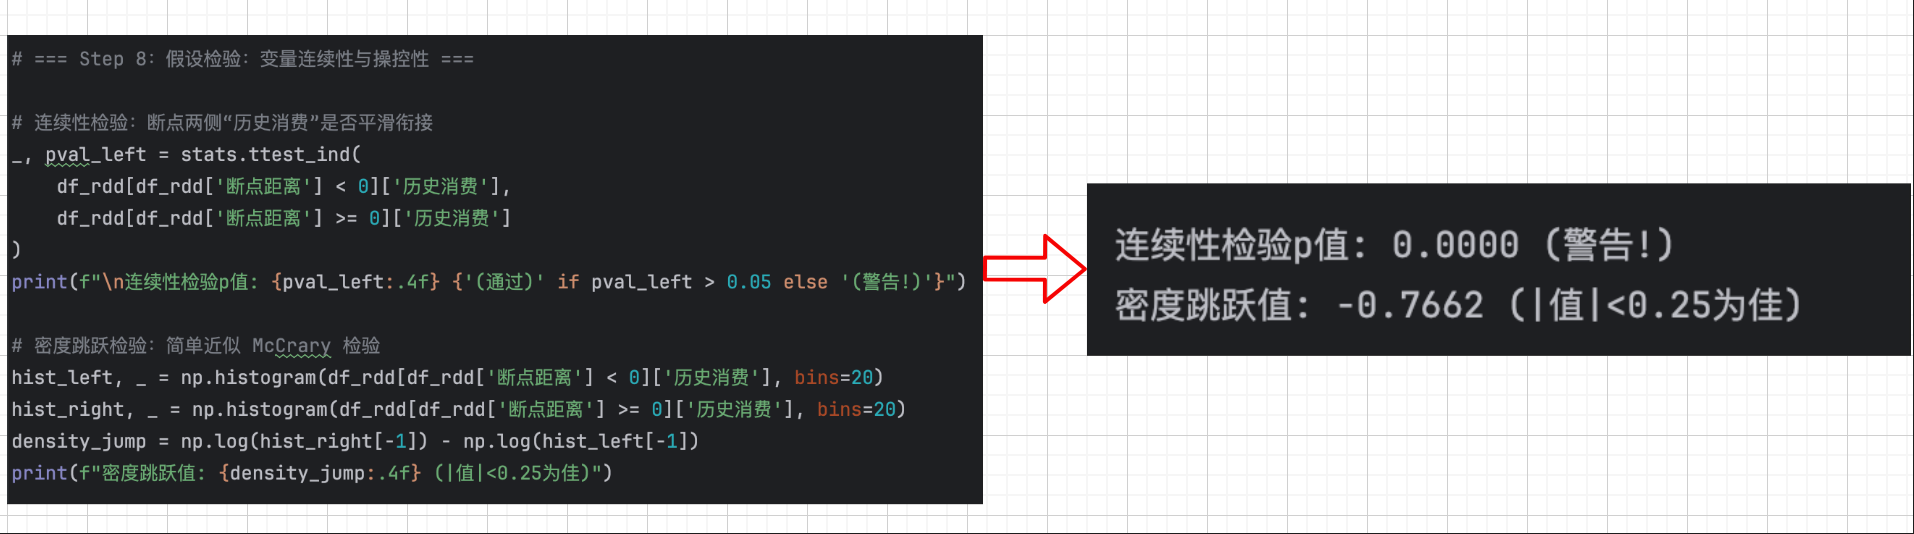 # === Step 8: 假设检验: 变量连续性与操控性 ===
# 连续性检验: 断点两侧“历史消费”是否平滑衔接
_, pval_left = stats.ttest_ind(
    df_rdd[df_rdd['断点距离'] < 0]['历史消费'],
    df_rdd[df_rdd['断点距离'] >= 0]['历史消费']
)
print(f"\n连续性检验p值: {pval_left:.4f} {'(通过)' if pval_left > 0.05 else '(警告!)'}")
# 密度跳跃检验: 简单近似 McCrary 检验
hist_left, _ = np.histogram(df_rdd[df_rdd['断点距离'] < 0]['历史消费'], bins=20)
hist_right, _ = np.histogram(df_rdd[df_rdd['断点距离'] >= 0]['历史消费'], bins=20)
density_jump = np.log(hist_right[-1]) - np.log(hist_left[-1])
print(f"密度跳跃值: {density_jump:.4f} (|值|<0.25为佳)")
连续性检验p值: 0.0000 (警告!)
密度跳跃值: -0.7662 (|值|<0.25为佳)